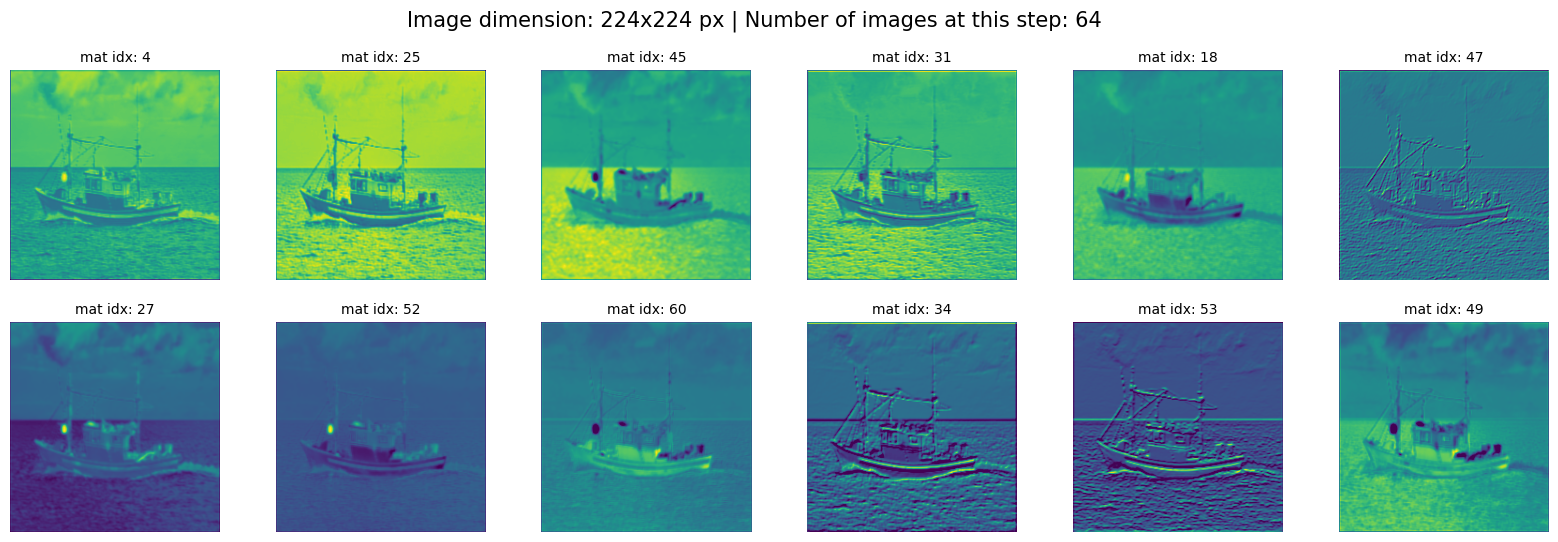 Image dimension: 224x224 px | Number of images at this step: 64
mat idx: 4
mat idx: 25
mat idx: 45
mat idx: 31
mat idx: 18
mat idx: 47
mat idx: 27
mat idx: 52
mat idx: 60
mat idx: 34
mat idx: 53
mat idx: 49